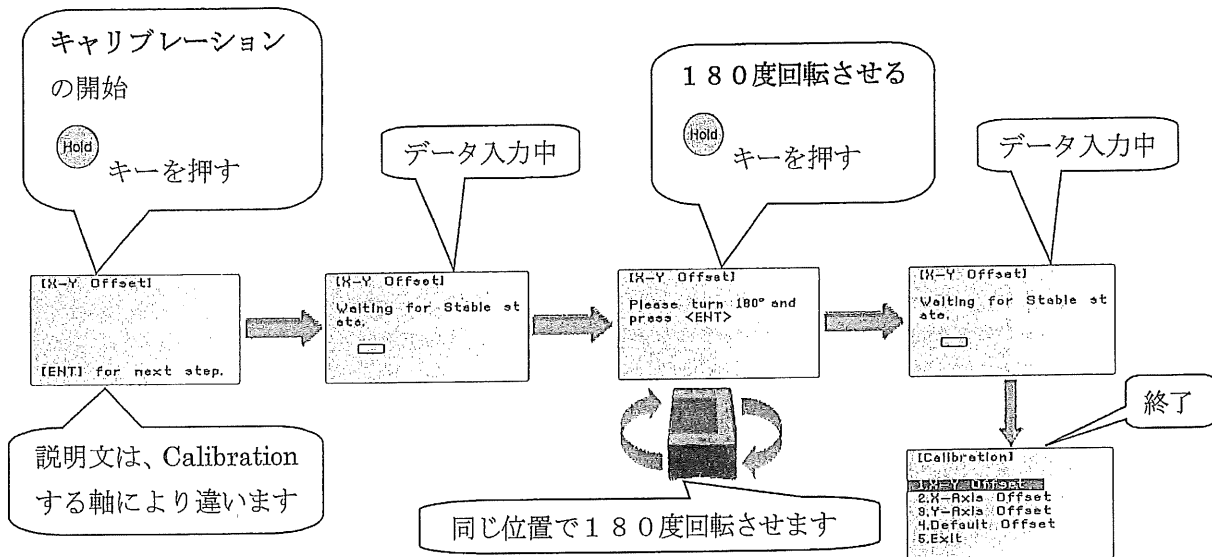 キャリブレーション
の開始
Hold キーを押す
[X-Y Offset]
[ENT] for next step.
説明文は、Calibration
する軸により違います
データ入力中
[X-Y Offset]
Waiting for Stable st
ate.
180度回転させる
Hold キーを押す
[X-Y Offset]
Please turn 180° and
press <ENT>
同じ位置で180度回転させます
データ入力中
[X-Y Offset]
Waiting for Stable st
ate.
終了
[Calibration]
1.X-Y Offset
2.X-Axis Offset
3.Y-Axis Offset
4.Default Offset
5.Exit